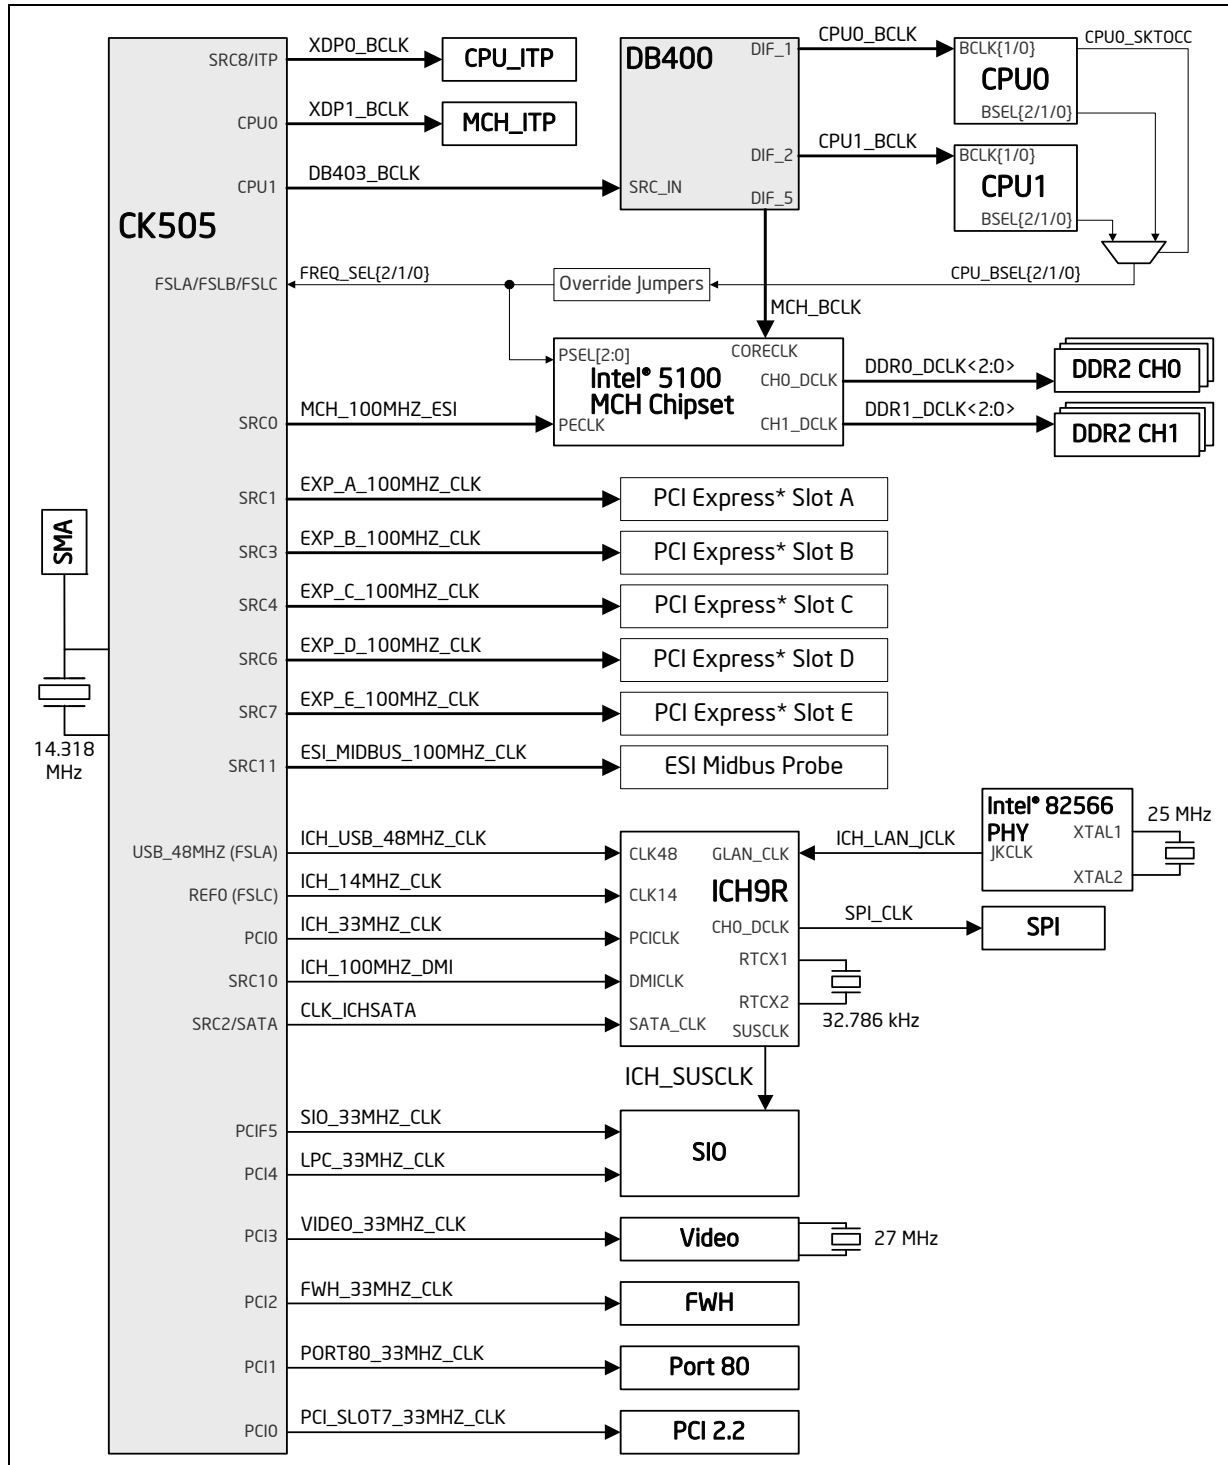 SRC8/ITP
XDP0_BCLK
CPU_ITP
CPU0
XDP1_BCLK
MCH_ITP
CPU1
DB403_BCLK
CK505
DB400
DIF_1
DIF_2
SRC_IN
DIF_5
CPU0_BCLK
CPU1_BCLK
BCLK{1/0}
CPU0
BSEL{2/1/0}
CPU0_SKTOCC
BCLK{1/0}
CPU1
BSEL{2/1/0}
FSLA/FSLB/FSLC
FREQ_SEL{2/1/0}
Override Jumpers
CPU_BSEL{2/1/0}
MCH_BCLK
PSEL[2:0]
CORECLK
Intel® 5100
MCH Chipset
CH0_DCLK
CH1_DCLK
PECLK
DDR0_DCLK<2:0>
DDR2 CH0
DDR1_DCLK<2:0>
DDR2 CH1
SRC0
MCH_100MHZ_ESI
SRC1
EXP_A_100MHZ_CLK
PCI Express* Slot A
SRC3
EXP_B_100MHZ_CLK
PCI Express* Slot B
SRC4
EXP_C_100MHZ_CLK
PCI Express* Slot C
SRC6
EXP_D_100MHZ_CLK
PCI Express* Slot D
SRC7
EXP_E_100MHZ_CLK
PCI Express* Slot E
SRC11
ESI_MIDBUS_100MHZ_CLK
ESI Midbus Probe
SMA
14.318
MHz
USB_48MHZ (FSLA)
ICH_USB_48MHZ_CLK
CLK48
GLAN_CLK
ICH_LAN_JCLK
Intel® 82566
PHY
XTAL1
JKCLK
XTAL2
25 MHz
REF0 (FSLC)
ICH_14MHZ_CLK
CLK14
ICH9R
PCI0
ICH_33MHZ_CLK
PCICLK
CH0_DCLK
SPI_CLK
SPI
SRC10
ICH_100MHZ_DMI
DMICLK
RTCX1
RTCX2
32.786 kHz
SRC2/SATA
CLK_ICHSATA
SATA_CLK
SUSCLK
ICH_SUSCLK
PCIF5
SIO_33MHZ_CLK
SIO
PCI4
LPC_33MHZ_CLK
PCI3
VIDEO_33MHZ_CLK
Video
27 MHz
PCI2
FWH_33MHZ_CLK
FWH
PCI1
PORT80_33MHZ_CLK
Port 80
PCI0
PCI_SLOT7_33MHZ_CLK
PCI 2.2